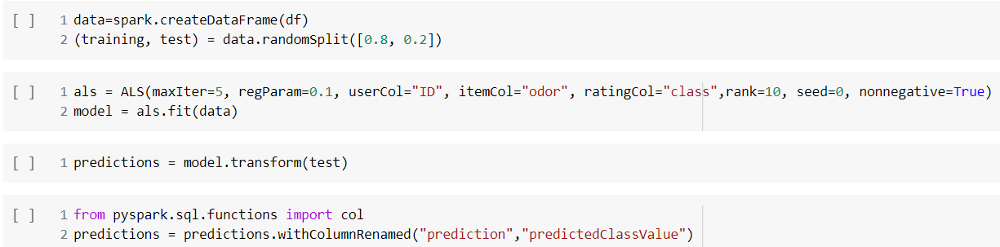 [ ] 1 data=spark.createDataFrame(df)
2 (training, test) = data.randomSplit([0.8, 0.2])
[ ] 1 als = ALS(maxIter=5, regParam=0.1, userCol="ID", itemCol="odor", ratingCol="class",rank=10, seed=0, nonnegative=True)
2 model = als.fit(data)
[ ] 1 predictions = model.transform(test)
[ ] 1 from pyspark.sql.functions import col
2 predictions = predictions.withColumnRenamed("prediction","predictedClassValue")